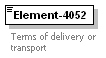 Element-4052
Terms of delivery or
transport